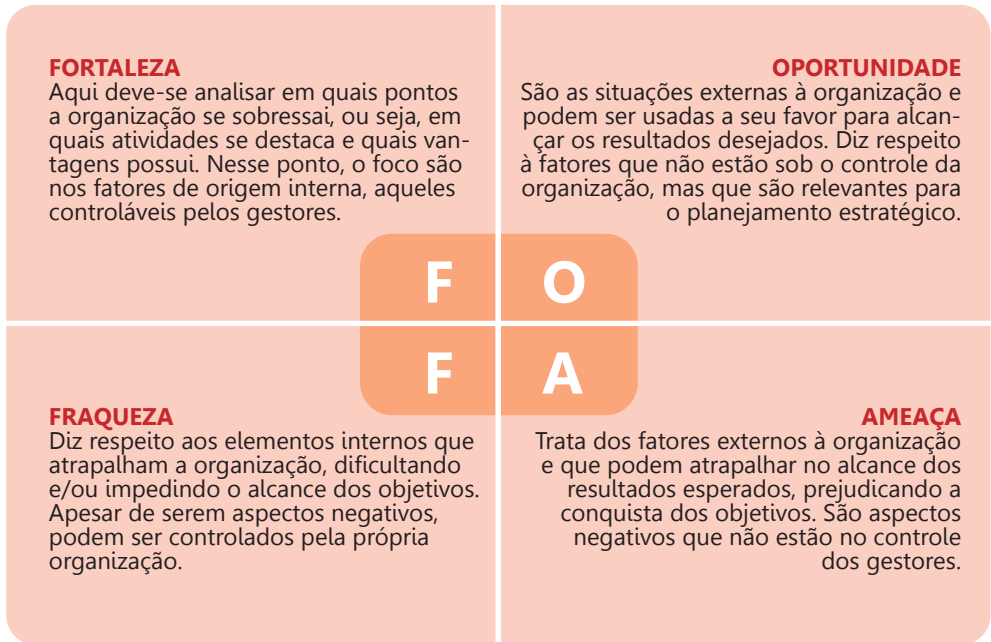 FORTALEZA
Aqui deve-se analisar em quais pontos
a organização se sobressai, ou seja, em
quais atividades se destaca e quais van-
tagens possui. Nesse ponto, o foco são
nos fatores de origem interna, aqueles
controláveis pelos gestores.
OPORTUNIDADE
São as situações externas à organização e
podem ser usadas a seu favor para alcan-
çar os resultados desejados. Diz respeito
à fatores que não estão sob o controle da
organização, mas que são relevantes para
o planejamento estratégico.
F O
F A
FRAQUEZA
Diz respeito aos elementos internos que
atrapalham a organização, dificultando
e/ou impedindo o alcance dos objetivos.
Apesar de serem aspectos negativos,
podem ser controlados pela própria
organização.
AMEAÇA
Trata dos fatores externos à organização
e que podem atrapalhar no alcance dos
resultados esperados, prejudicando a
conquista dos objetivos. São aspectos
negativos que não estão no controle
dos gestores.